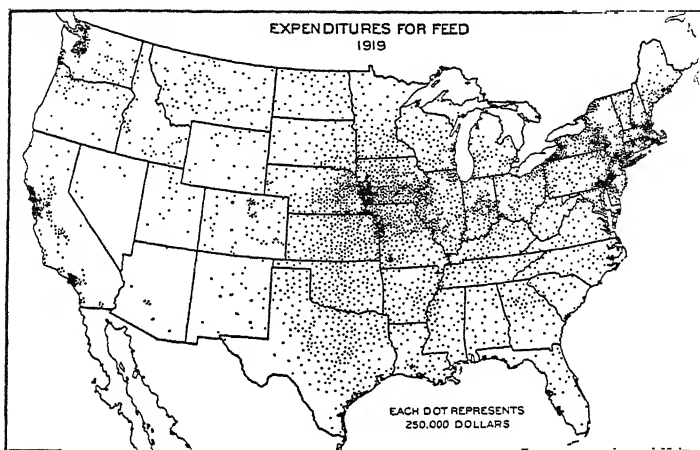 EXPENDITURES FOR FEED
1919
EACH DOT REPRESENTS
250,000 DOLLARS